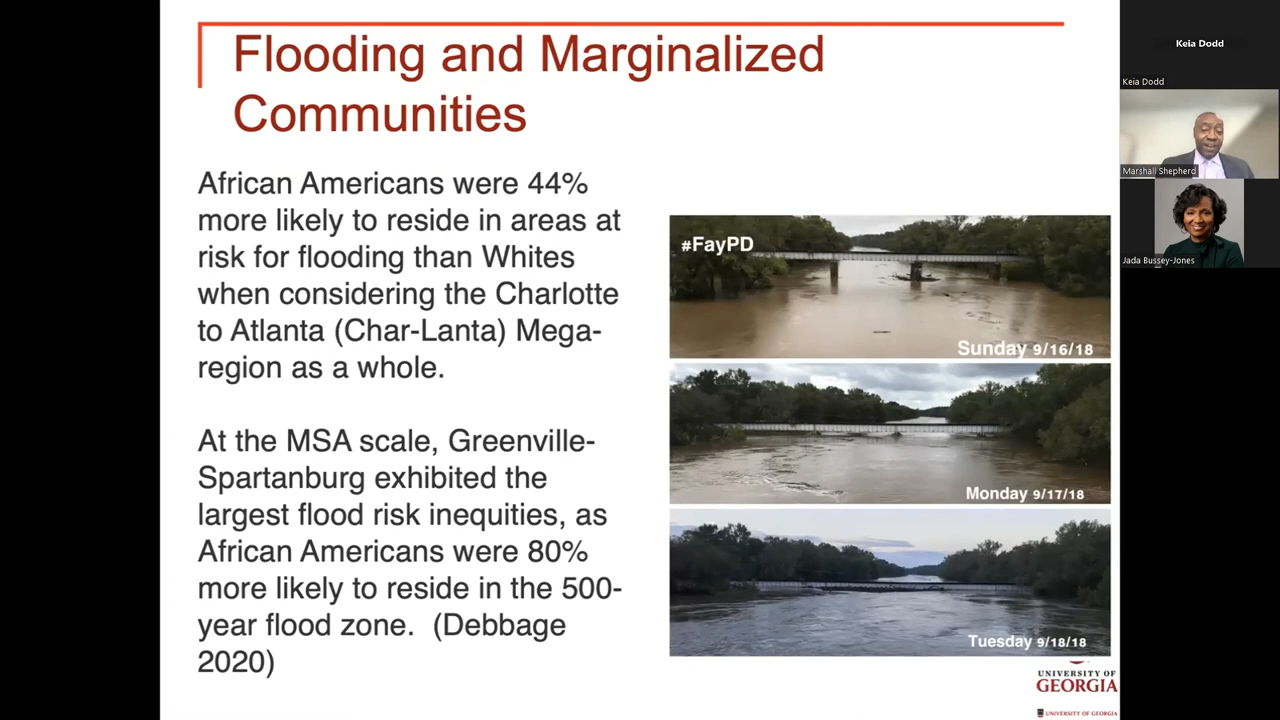 Flooding and Marginalized
Communities
African Americans were 44%
more likely to reside in areas at
risk for flooding than Whites
when considering the Charlotte
to Atlanta (Char-Lanta) Mega-
region as a whole.
At the MSA scale, Greenville-
Spartanburg exhibited the
largest flood risk inequities, as
African Americans were 80%
more likely to reside in the 500-
year flood zone.  (Debbage
2020)
#FayPD
Sunday 9/16/18
Monday 9/17/18
Tuesday 9/18/18
UNIVERSITY OF
GEORGIA
UNIVERSITY OF GEORGIA
Keia Dodd
Keia Dodd
Marshall Shepherd
Jada Bussey-Jones